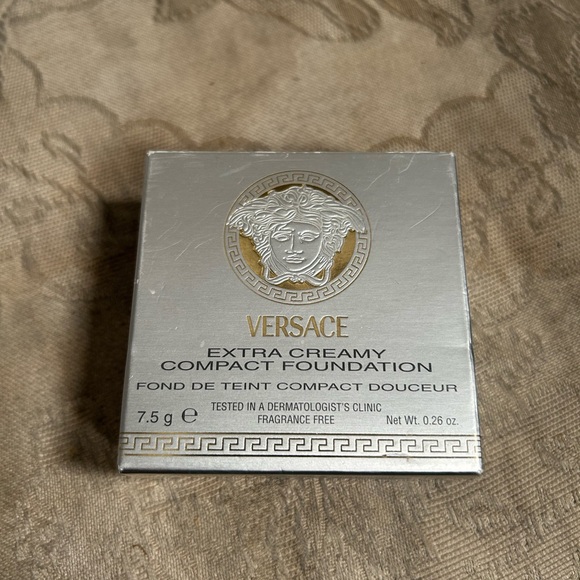 VERSACE
EXTRA CREAMY
COMPACT FOUNDATION
FOND DE TEINT COMPACT DOUCEUR
7.5 g ℮ TESTED IN A DERMATOLOGIST'S CLINIC
FRAGRANCE FREE Net Wt. 0.26 oz.